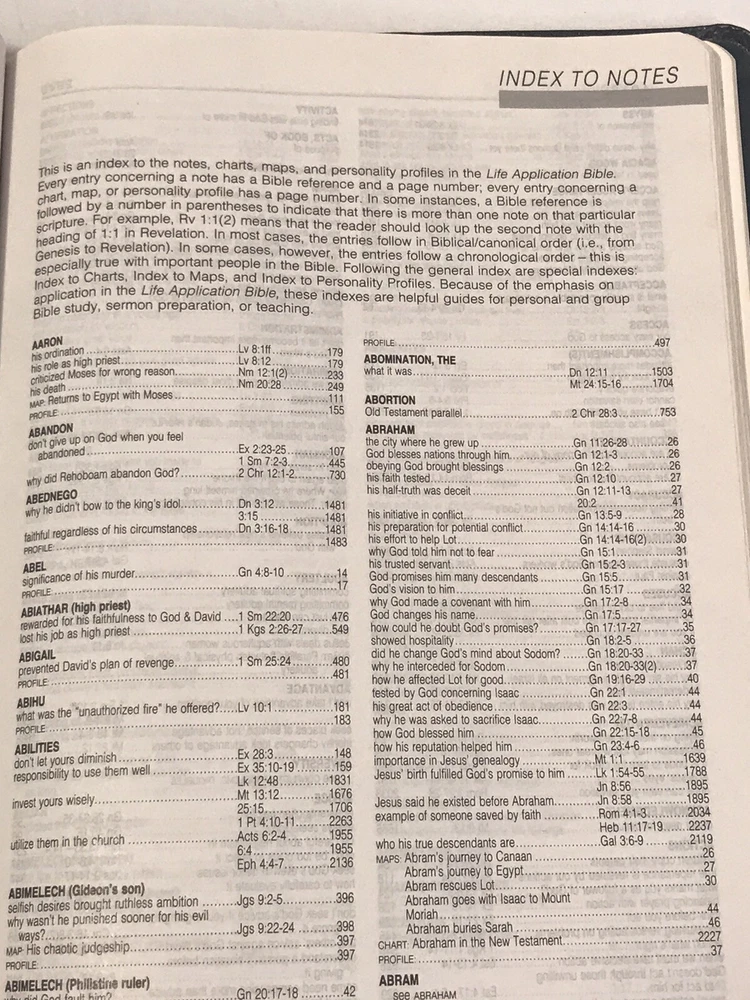 INDEX TO NOTES
This is an index to the notes, charts, maps, and personality profiles in the Life Application Bible.
Every entry concerning a note has a Bible reference and a page number; every entry concerning a
chart, map, or personality profile has a page number. In some instances, a Bible reference is
followed by a number in parentheses to indicate that there is more than one note on that particular
scripture. For example, Rv 1:1(2) means that the reader should look up the second note with the
heading of 1:1 in Revelation. In most cases, the entries follow in Biblical/canonical order (i.e., from
Genesis to Revelation). In some cases, however, the entries follow a chronological order – this is
especially true with important people in the Bible. Following the general index are special indexes:
Index to Charts, Index to Maps, and Index to Personality Profiles. Because of the emphasis on
application in the Life Application Bible, these indexes are helpful guides for personal and group
Bible study, sermon preparation, or teaching.
AARON
his ordination Lv 8:1ff 179
his role as high priest Lv 8:12 179
criticized Moses for wrong reason Nm 12:1(2) 233
his death Nm 20:28 249
MAP: Returns to Egypt with Moses 111
PROFILE: 155
ABANDON
don't give up on God when you feel
abandoned Ex 2:23-25 107
1 Sm 7:2-3 445
why did Rehoboam abandon God? 2 Chr 12:1-2 730
ABEDNEGO
why he didn't bow to the king's idol Dn 3:12 1481
3:15 1481
faithful regardless of his circumstances Dn 3:16-18 1481
PROFILE: 1483
ABEL
significance of his murder Gn 4:8-10 14
PROFILE: 17
ABIATHAR (high priest)
rewarded for his faithfulness to God & David 1 Sm 22:20 476
lost his job as high priest 1 Kgs 2:26-27 549
ABIGAIL
prevented David's plan of revenge 1 Sm 25:24 480
PROFILE: 481
ABIHU
what was the "unauthorized fire" he offered? Lv 10:1 181
PROFILE: 183
ABILITIES
don't let yours diminish Ex 28:3 148
responsibility to use them well Ex 35:10-19 159
Lk 12:48 1831
invest yours wisely Mt 13:12 1676
25:15 1706
1 Pt 4:10-11 2263
utilize them in the church Acts 6:2-4 1955
6:4 1955
Eph 4:4-7 2136
ABIMELECH (Gideon's son)
selfish desires brought ruthless ambition Jgs 9:2-5 396
why wasn't he punished sooner for his evil
ways? Jgs 9:22-24 398
MAP: His chaotic judgeship 397
PROFILE: 397
ABIMELECH (Philistine ruler)
why did God fault him? Gn 20:17-18 42
PROFILE: 497
ABOMINATION, THE
what it was Dn 12:11 1503
Mt 24:15-16 1704
ABORTION
Old Testament parallel 2 Chr 28:3 753
ABRAHAM
the city where he grew up Gn 11:26-28 26
God blesses nations through him Gn 12:1-3 26
obeying God brought blessings Gn 12:2 26
his faith tested Gn 12:10 27
his half-truth was deceit Gn 12:11-13 27
20:2 41
his initiative in conflict Gn 13:5-9 28
his preparation for potential conflict Gn 14:14-16 30
his effort to help Lot Gn 14:14-16(2) 30
why God told him not to fear Gn 15:1 31
his trusted servant Gn 15:2-3 31
God promises him many descendants Gn 15:5 31
God's vision to him Gn 15:17 32
why God made a covenant with him Gn 17:2-8 34
God changes his name Gn 17:5 34
how could he doubt God's promises? Gn 17:17-27 35
showed hospitality Gn 18:2-5 36
did he change God's mind about Sodom? Gn 18:20-33 37
why he interceded for Sodom Gn 18:20-33(2) 37
how he affected Lot for good Gn 19:16-29 40
tested by God concerning Isaac Gn 22:1 44
his great act of obedience Gn 22:3 44
why he was asked to sacrifice Isaac Gn 22:7-8 44
how God blessed him Gn 22:15-18 45
how his reputation helped him Gn 23:4-6 46
importance in Jesus' genealogy Mt 1:1 1639
Jesus' birth fulfilled God's promise to him Lk 1:54-55 1788
Jn 8:56 1895
Jesus said he existed before Abraham Jn 8:58 1895
example of someone saved by faith Rom 4:1-3 2034
Heb 11:17-19 2237
who his true descendants are Gal 3:6-9 2119
MAPS: Abram's journey to Canaan 26
Abram's journey to Egypt 27
Abram rescues Lot 30
Abraham goes with Isaac to Mount
Moriah 44
Abraham buries Sarah 46
CHART: Abraham in the New Testament 2227
PROFILE: 37
ABRAM
see ABRAHAM